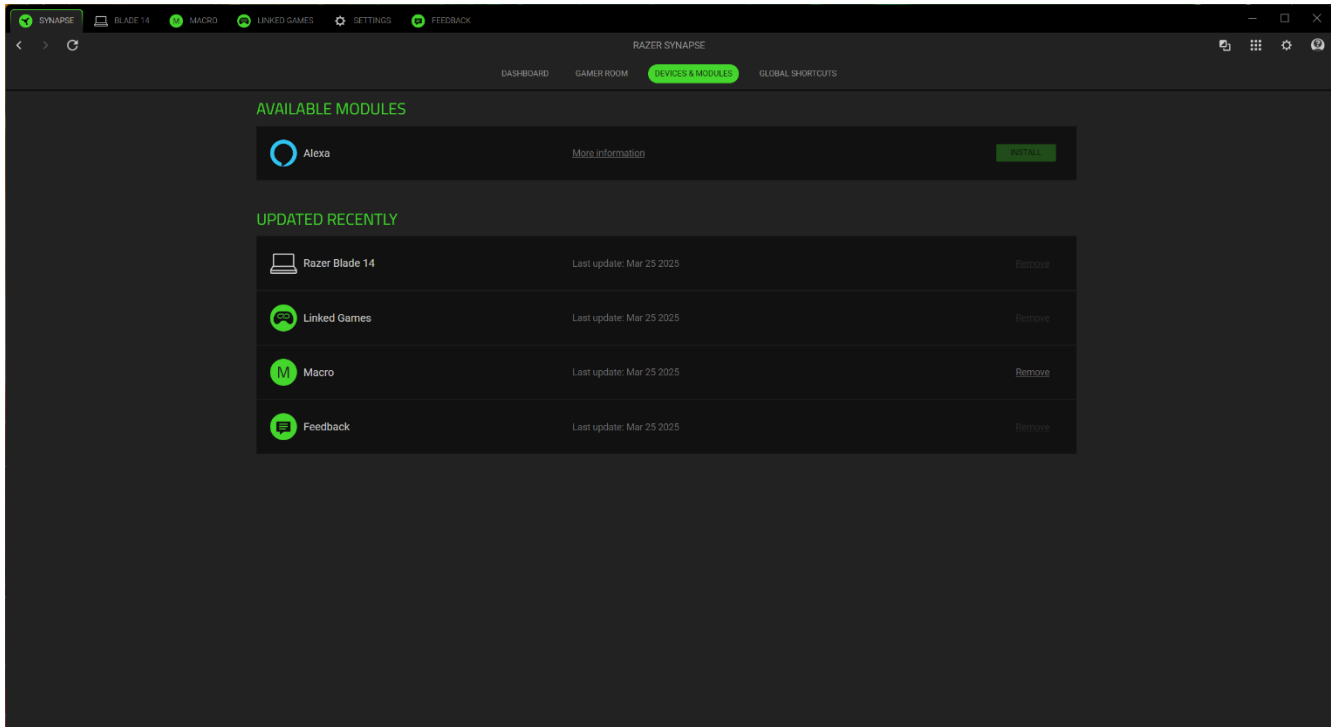 SYNAPSE BLADE 14 M MACRO LINKED GAMES SETTINGS FEEDBACK
RAZER SYNAPSE
DASHBOARD GAMER ROOM DEVICES & MODULES GLOBAL SHORTCUTS
AVAILABLE MODULES
Alexa More information INSTALL
UPDATED RECENTLY
Razer Blade 14 Last update: Mar 25 2025 Remove
Linked Games Last update: Mar 25 2025 Remove
M Macro Last update: Mar 25 2025 Remove
Feedback Last update: Mar 25 2025 Remove